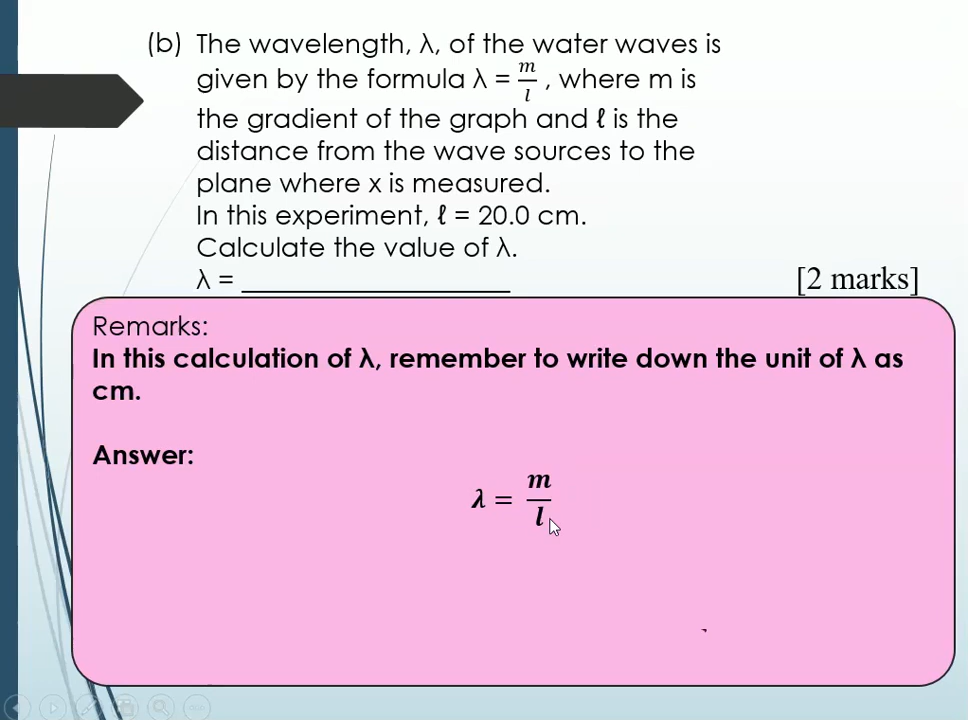 (b) The wavelength, λ, of the water waves is
given by the formula λ = m/l , where m is
the gradient of the graph and ℓ is the
distance from the wave sources to the
plane where x is measured.
In this experiment, ℓ = 20.0 cm.
Calculate the value of λ.
λ = ____________________ [2 marks]
Remarks:
In this calculation of λ, remember to write down the unit of λ as
cm.
Answer:
λ = m/l